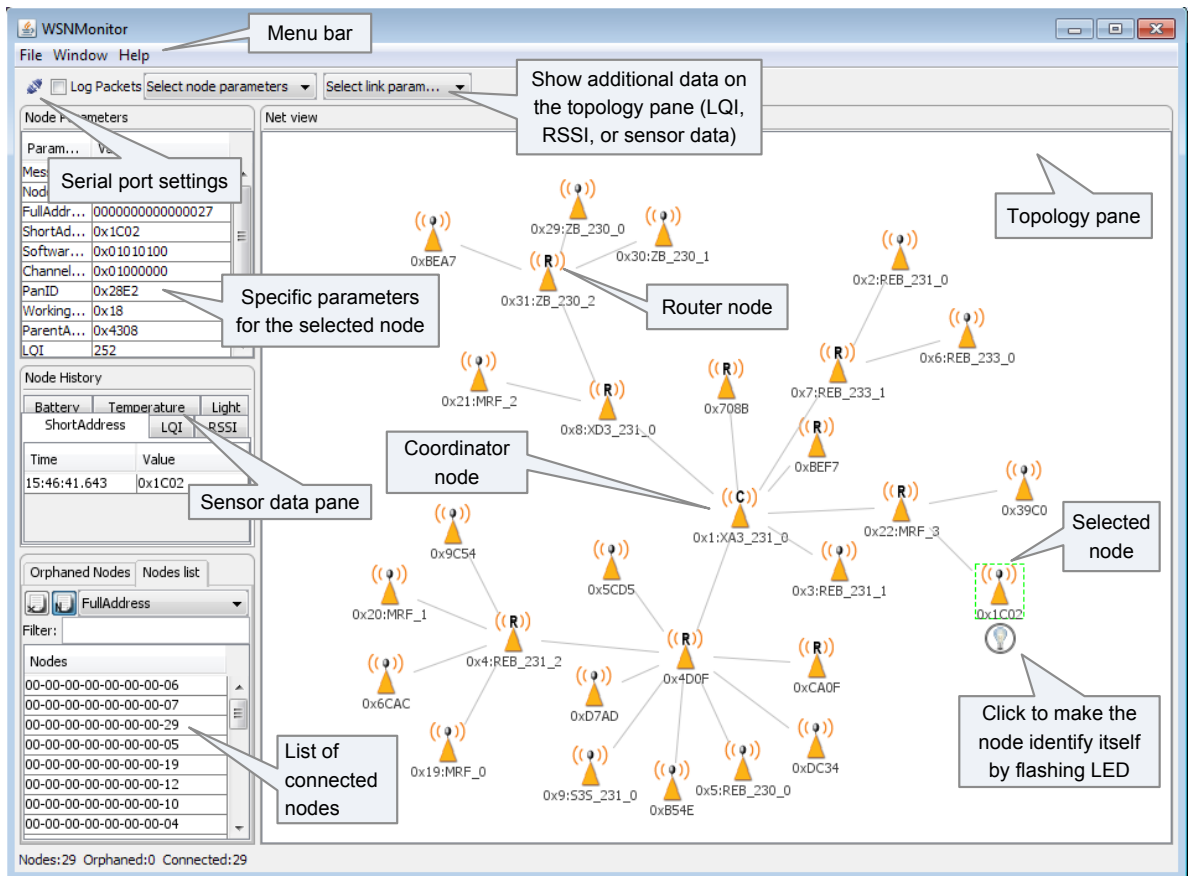 WSNMonitor
Menu bar
File Window Help
Log Packets
Select node parameters
Select link param...
Show additional data on
the topology pane (LQI,
RSSI, or sensor data)
Node Parameters
Param...
Serial port settings
FullAddr... 0000000000000027
ShortAd... 0x1C02
Softwar... 0x01010100
Channel... 0x01000000
PanID 0x28E2
Working... 0x18
ParentA... 0x4308
LQI 252
Specific parameters
for the selected node
Node History
Battery Temperature Light
ShortAddress LQI RSSI
Time Value
15:46:41.643 0x1C02
Sensor data pane
Orphaned Nodes Nodes list
N
FullAddress
Filter:
Nodes
00-00-00-00-00-00-00-06
00-00-00-00-00-00-00-07
00-00-00-00-00-00-00-29
00-00-00-00-00-00-00-05
00-00-00-00-00-00-00-19
00-00-00-00-00-00-00-12
00-00-00-00-00-00-00-10
00-00-00-00-00-00-00-04
List of
connected
nodes
Net view
Topology pane
0x29:ZB_230_0
0xBEA7
0x30:ZB_230_1
R
0x31:ZB_230_2
Router node
0x2:REB_231_0
0x6:REB_233_0
R
0x7:REB_233_1
0x21:MRF_2
R
0x8:XD3_231_0
R
0x708B
R
0xBEF7
Coordinator
node
C
0x1:XA3_231_0
R
0x22:MRF_3
0x39C0
Selected
node
0x9C54
0x5CD5
R
0x3:REB_231_1
0x1C02
0x20:MRF_1
R
0x4:REB_231_2
R
0x4D0F
R
0xCA0F
0x6CAC
0xD7AD
Click to make the
node identify itself
by flashing LED
0x19:MRF_0
0x9:S3S_231_0
0xB54E
0x5:REB_230_0
0xDC34
Nodes:29 Orphaned:0 Connected:29